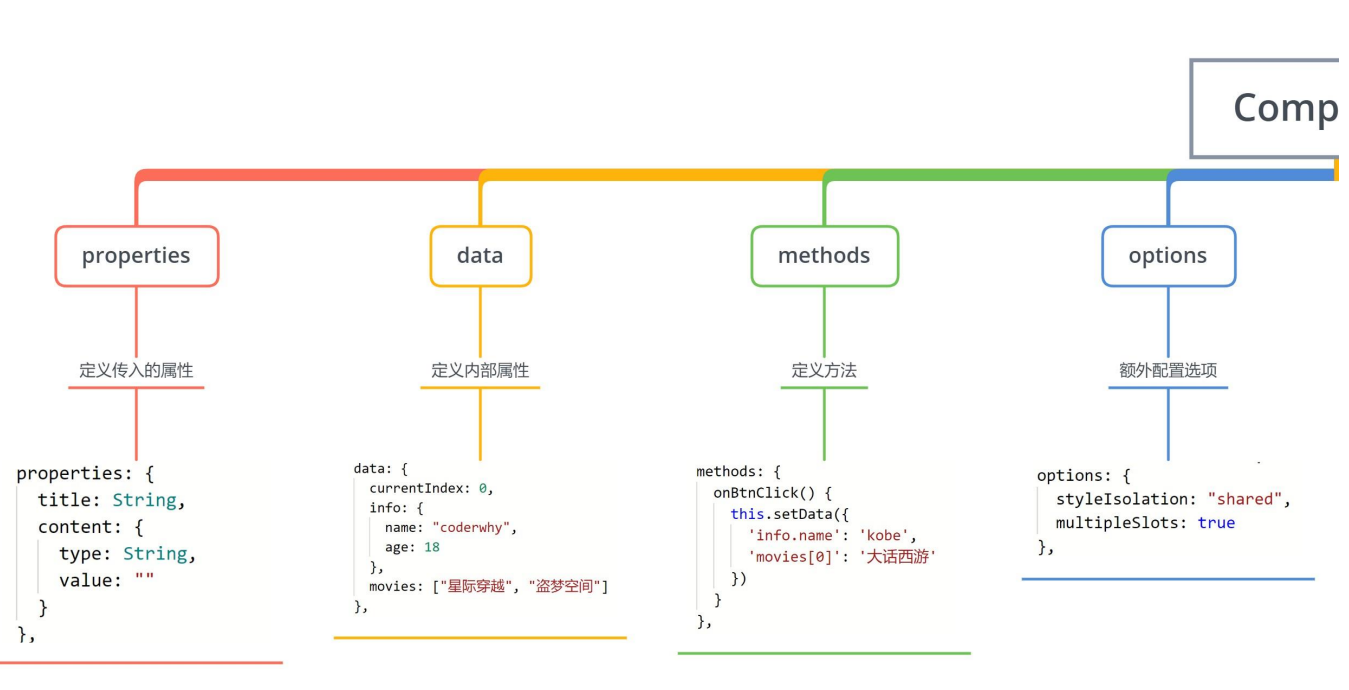 Comp
properties
data
methods
options
定义传入的属性
定义内部属性
定义方法
额外配置选项
properties: {
title: String,
content: {
type: String,
value: ""
}
},
data: {
currentIndex: 0,
info: {
name: "coderwhy",
age: 18
},
movies: ["星际穿越", "盗梦空间"]
},
methods: {
onBtnClick() {
this.setData({
'info.name': 'kobe',
'movies[0]': '大话西游'
})
}
},
options: {
styleIsolation: "shared",
multipleSlots: true
},